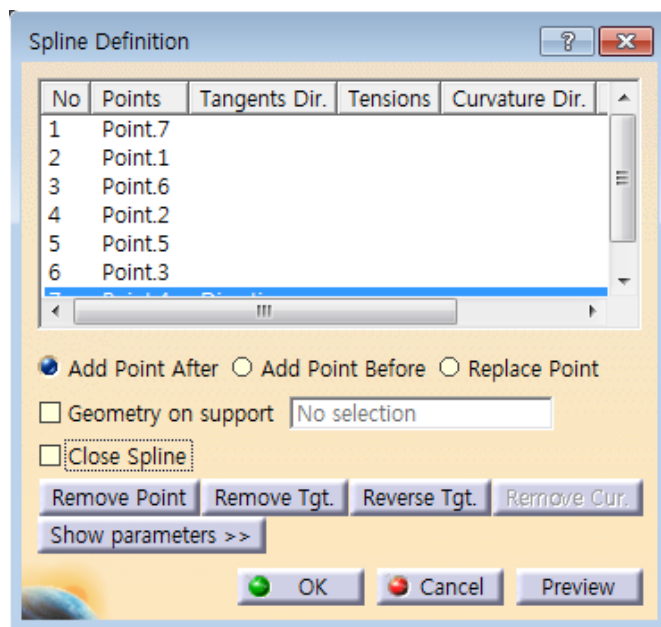 Spline Definition
No Points Tangents Dir. Tensions Curvature Dir.
1 Point.7
2 Point.1
3 Point.6
4 Point.2
5 Point.5
6 Point.3
Add Point After Add Point Before Replace Point
Geometry on support No selection
Close Spline
Remove Point Remove Tgt. Reverse Tgt. Remove Cur.
Show parameters >>
OK Cancel Preview